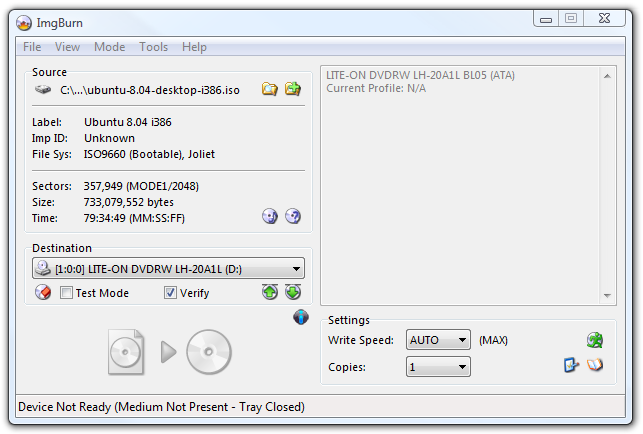 ImgBurn
File View Mode Tools Help
Source
C:\...\ubuntu-8.04-desktop-i386.iso
Label: Ubuntu 8.04 i386
Imp ID: Unknown
File Sys: ISO9660 (Bootable), Joliet
Sectors: 357,949 (MODE1/2048)
Size: 733,079,552 bytes
Time: 79:34:49 (MM:SS:FF)
Destination
[1:0:0] LITE-ON DVDRW LH-20A1L (D:)
Test Mode Verify
LITE-ON DVDRW LH-20A1L BL05 (ATA)
Current Profile: N/A
Settings
Write Speed: AUTO (MAX)
Copies: 1
Device Not Ready (Medium Not Present - Tray Closed)